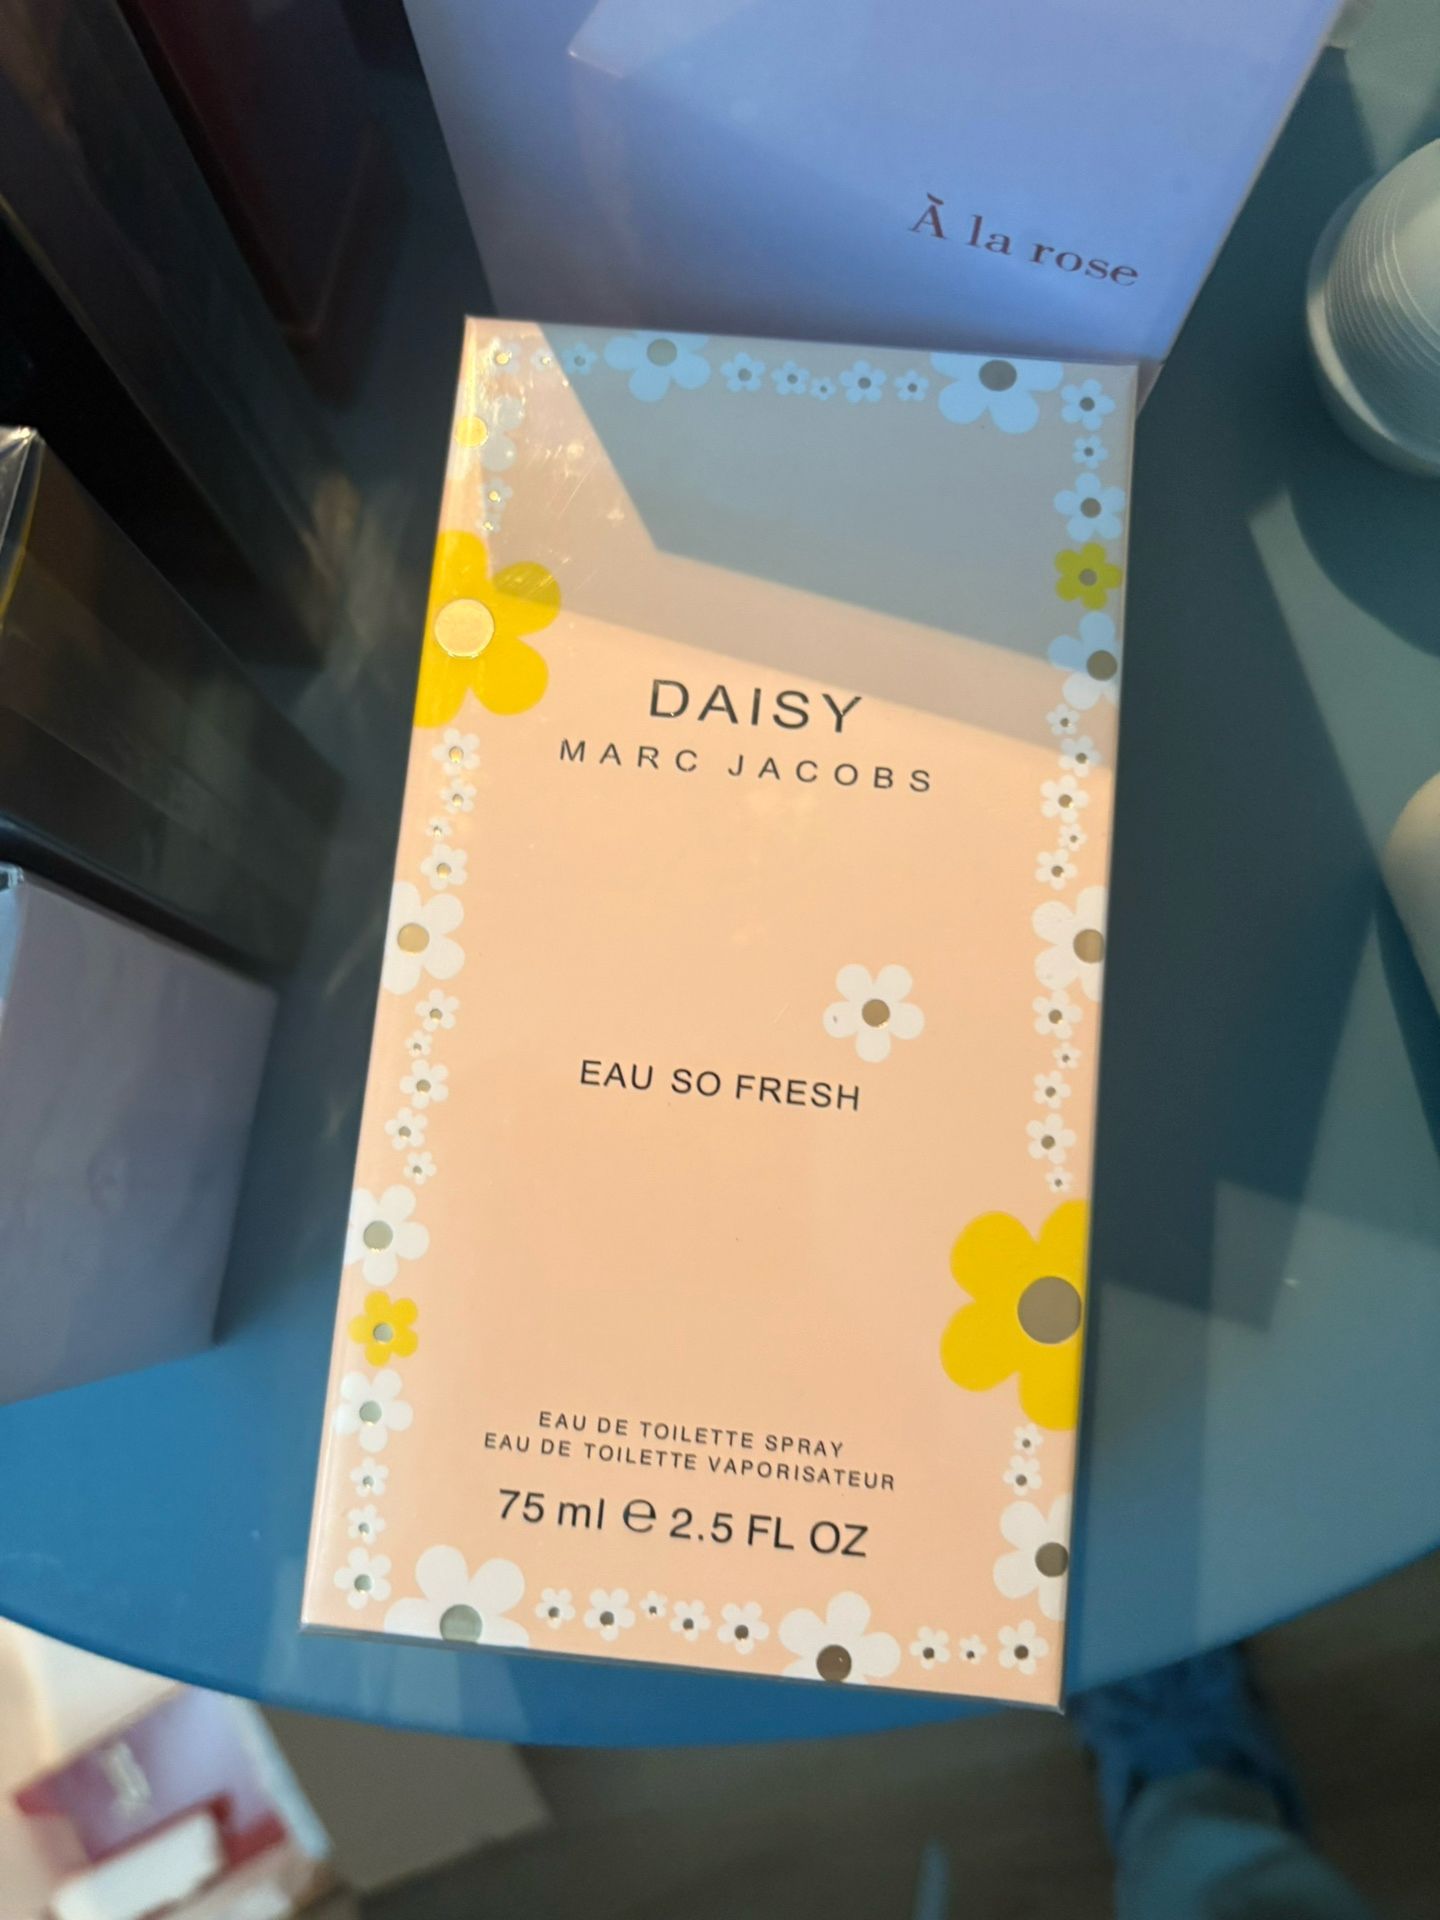 À la rose
DAISY
MARC JACOBS
EAU SO FRESH
EAU DE TOILETTE SPRAY
EAU DE TOILETTE VAPORISATEUR
75 ml ℮ 2.5 FL OZ